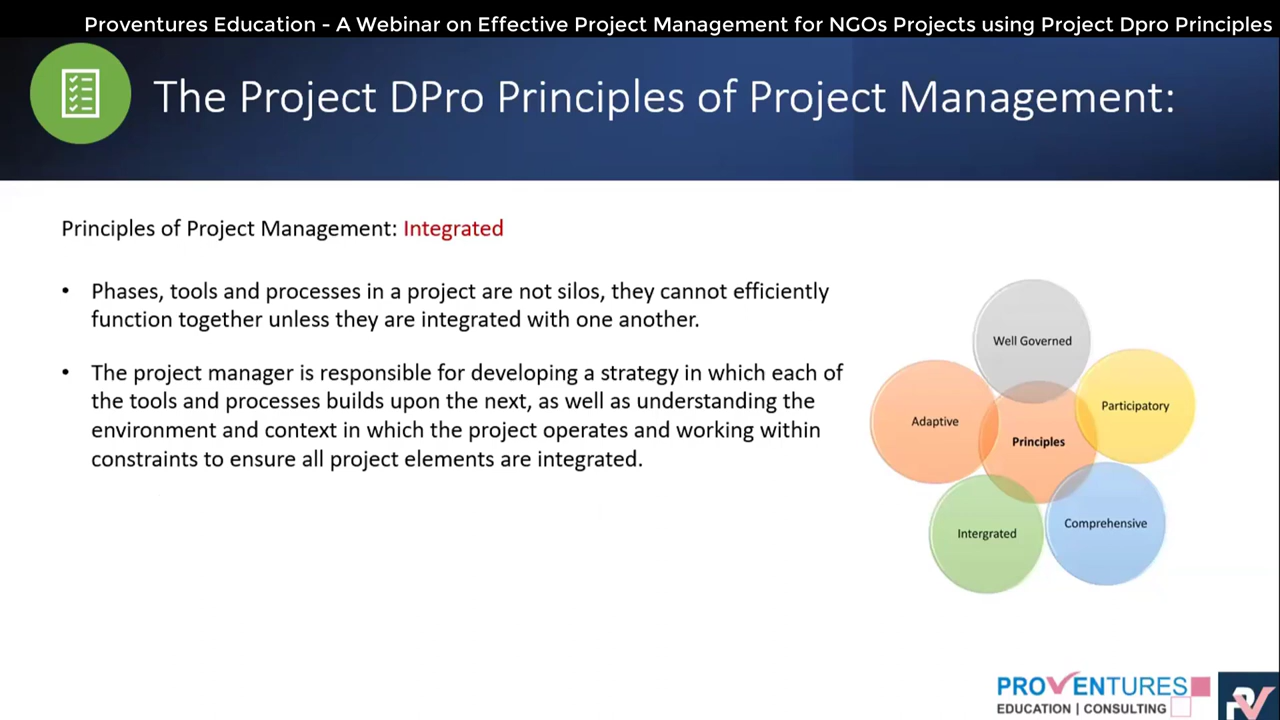 Proventures Education - A Webinar on Effective Project Management for NGOs Projects using Project Dpro Principles
The Project DPro Principles of Project Management:
Principles of Project Management: Integrated
• Phases, tools and processes in a project are not silos, they cannot efficiently
function together unless they are integrated with one another.
• The project manager is responsible for developing a strategy in which each of
the tools and processes builds upon the next, as well as understanding the
environment and context in which the project operates and working within
constraints to ensure all project elements are integrated.
Well Governed
Participatory
Adaptive
Principles
Comprehensive
Intergrated
PROVENTURES
EDUCATION | CONSULTING
PV